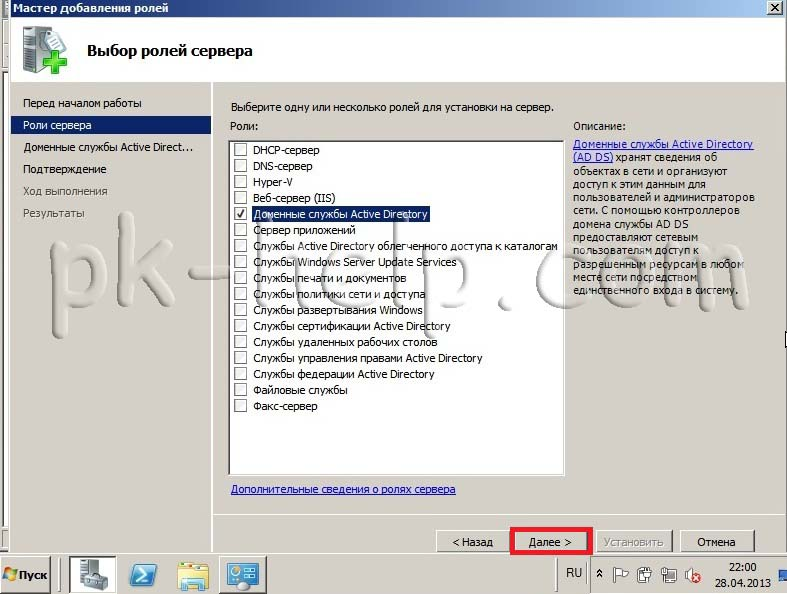 Мастер добавления ролей
Выбор ролей сервера
Перед началом работы
Роли сервера
Доменные службы Active Direct...
Подтверждение
Ход выполнения
Результаты
Выберите одну или несколько ролей для установки на сервер.
Роли:
DHCP-сервер
DNS-сервер
Hyper-V
Веб-сервер (IIS)
Доменные службы Active Directory
Сервер приложений
Службы Active Directory облегченного доступа к каталогам
Службы Windows Server Update Services
Службы печати и документов
Службы политики сети и доступа
Службы развертывания Windows
Службы сертификации Active Directory
Службы удаленных рабочих столов
Службы управления правами Active Directory
Службы федерации Active Directory
Файловые службы
Факс-сервер
Дополнительные сведения о ролях сервера
Описание:
Доменные службы Active Directory
(AD DS) хранят сведения об
объектах в сети и организуют
доступ к этим данным для
пользователей и администраторов
сети. С помощью контроллеров
домена службы AD DS
предоставляют сетевым
пользователям доступ к
разрешенным ресурсам в любом
месте сети посредством
единственного входа в систему.
pk-help.com
< Назад
Далее >
Установить
Отмена
Пуск
RU
22:00
28.04.2013